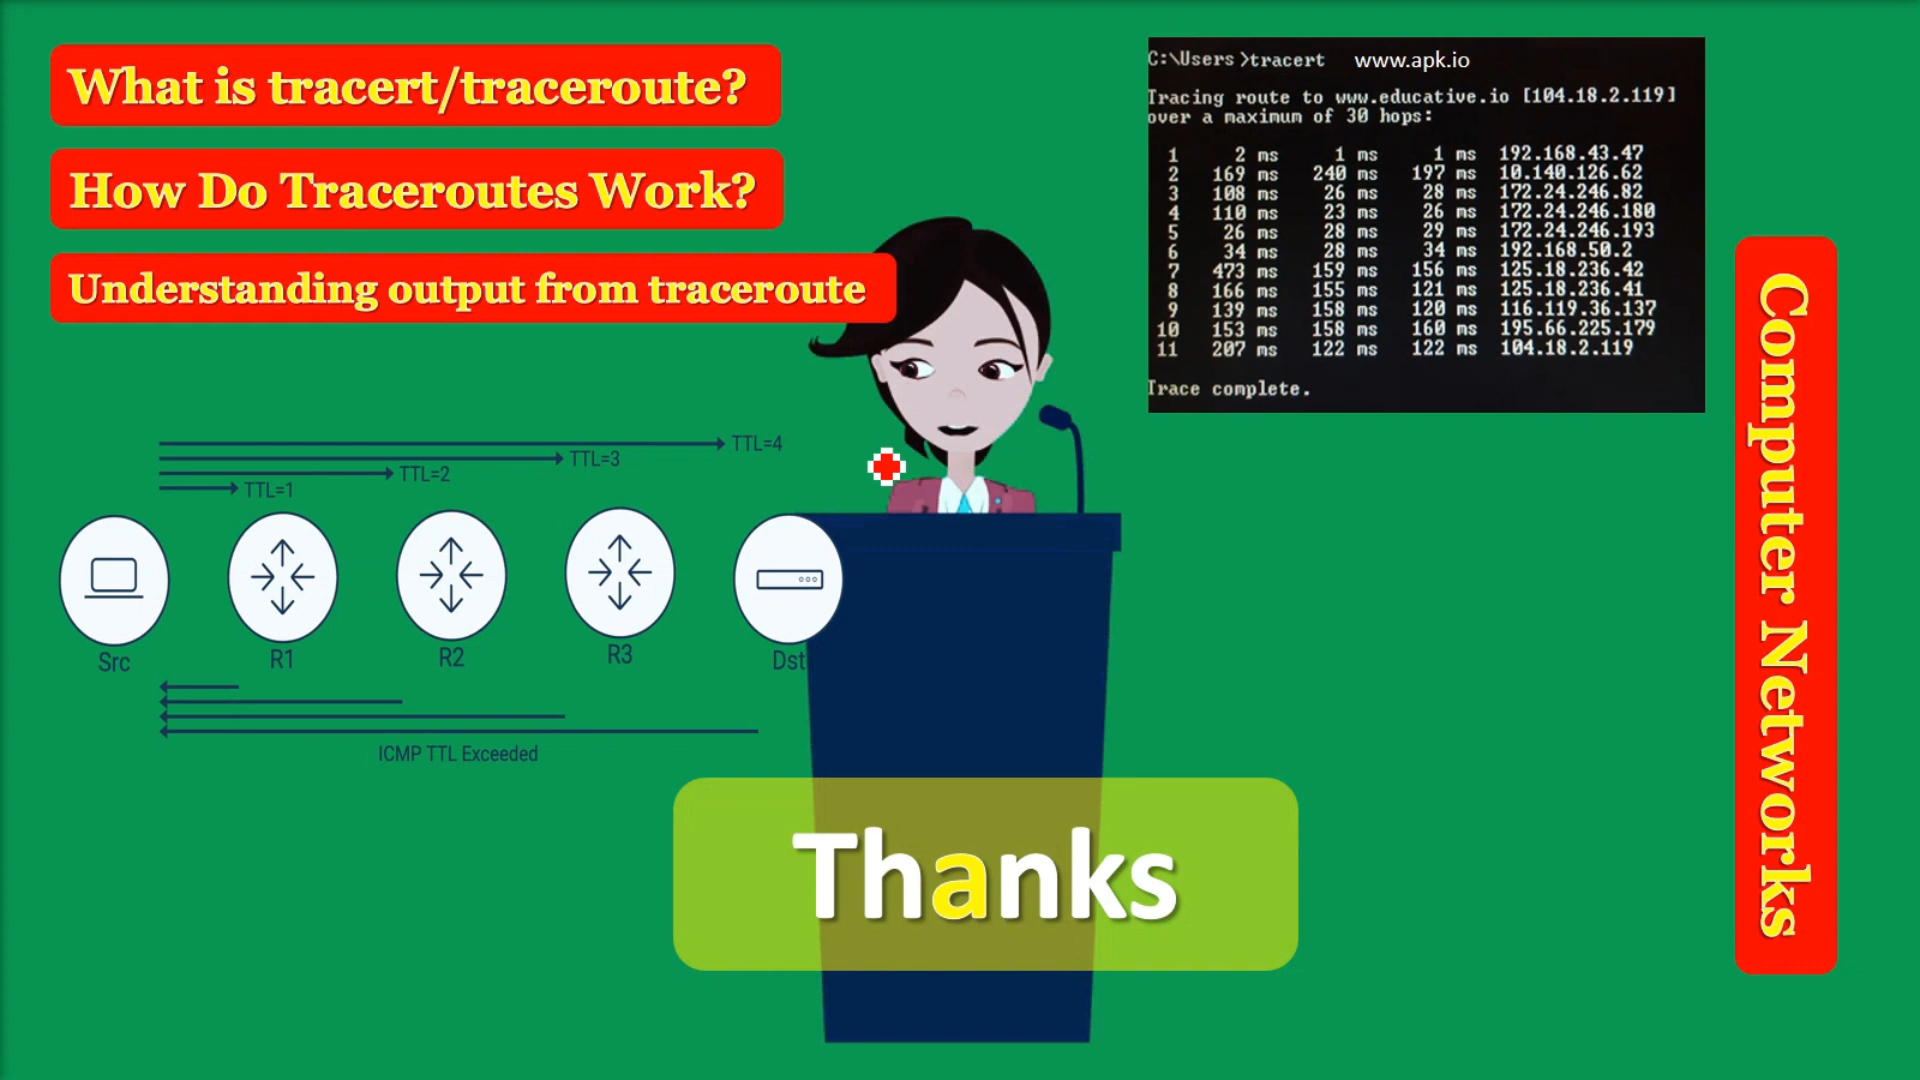 What is tracert/traceroute?
How Do Traceroutes Work?
Understanding output from traceroute
C:\Users >tracert www.apk.io
Tracing route to www.educative.io [104.18.2.119]
over a maximum of 30 hops:
1 2 ms 1 ms 1 ms 192.168.43.47
2 169 ms 240 ms 197 ms 10.140.126.62
3 108 ms 26 ms 28 ms 172.24.246.82
4 110 ms 23 ms 26 ms 172.24.246.180
5 26 ms 28 ms 29 ms 172.24.246.193
6 34 ms 28 ms 34 ms 192.168.50.2
7 473 ms 159 ms 156 ms 125.18.236.42
8 166 ms 155 ms 121 ms 125.18.236.41
9 139 ms 158 ms 120 ms 116.119.36.137
10 153 ms 158 ms 160 ms 195.66.225.179
11 207 ms 122 ms 122 ms 104.18.2.119
Trace complete.
Computer Networks
TTL=4
TTL=3
TTL=2
TTL=1
Src R1 R2 R3 Dst
ICMP TTL Exceeded
Thanks